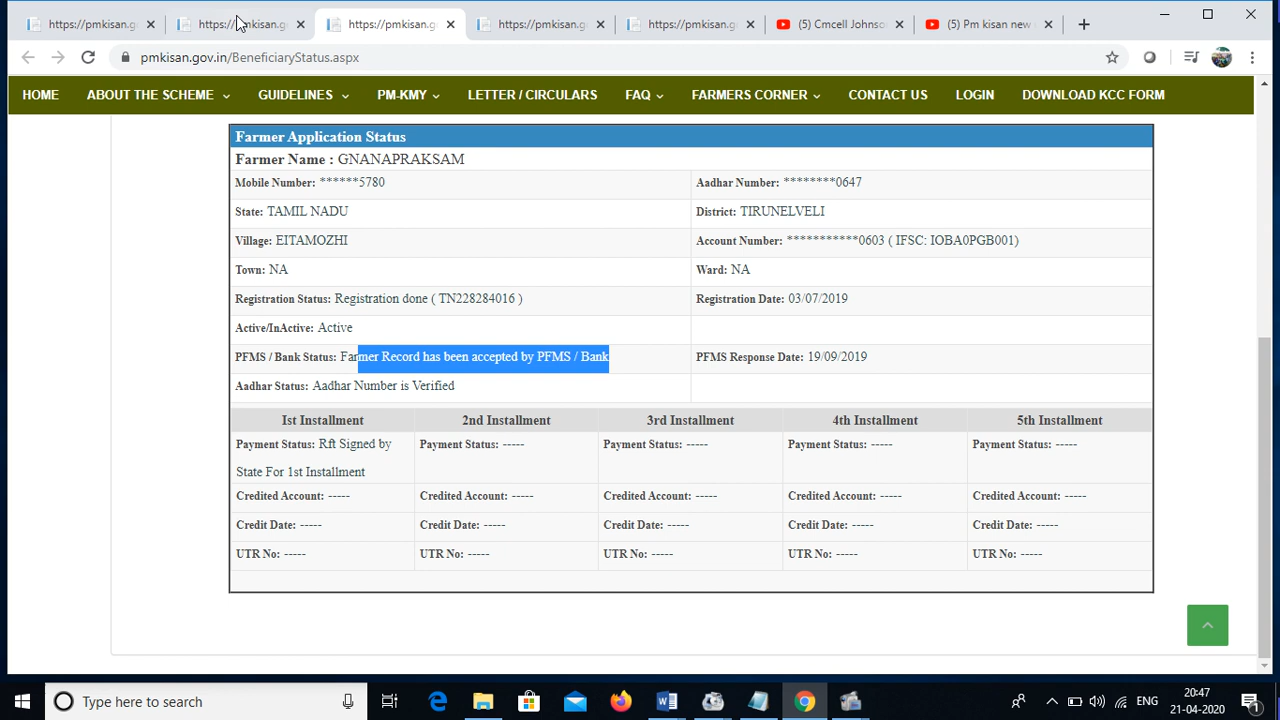 https://pmkisan.g https://pmkisan.g https://pmkisan.g https://pmkisan.g https://pmkisan.g (5) Cmcell Johnso (5) Pm kisan new
pmkisan.gov.in/BeneficiaryStatus.aspx
HOME ABOUT THE SCHEME GUIDELINES PM-KMY LETTER / CIRCULARS FAQ FARMERS CORNER CONTACT US LOGIN DOWNLOAD KCC FORM
Farmer Application Status
Farmer Name : GNANAPRAKSAM
Mobile Number: ******5780 Aadhar Number: ********0647
State: TAMIL NADU District: TIRUNELVELI
Village: EITAMOZHI Account Number: ***********0603 ( IFSC: IOBA0PGB001)
Town: NA Ward: NA
Registration Status: Registration done ( TN228284016 ) Registration Date: 03/07/2019
Active/InActive: Active
PFMS / Bank Status: Farmer Record has been accepted by PFMS / Bank PFMS Response Date: 19/09/2019
Aadhar Status: Aadhar Number is Verified
Ist Installment 2nd Installment 3rd Installment 4th Installment 5th Installment
Payment Status: Rft Signed by Payment Status: ----- Payment Status: ----- Payment Status: ----- Payment Status: -----
State For 1st Installment
Credited Account: ----- Credited Account: ----- Credited Account: ----- Credited Account: ----- Credited Account: -----
Credit Date: ----- Credit Date: ----- Credit Date: ----- Credit Date: ----- Credit Date: -----
UTR No: ----- UTR No: ----- UTR No: ----- UTR No: ----- UTR No: -----
Type here to search
ENG
20:47
21-04-2020
1